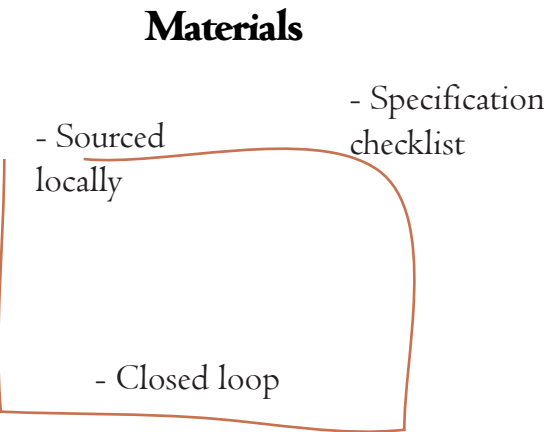 Materials
- Sourced
locally
- Specification
checklist
- Closed loop